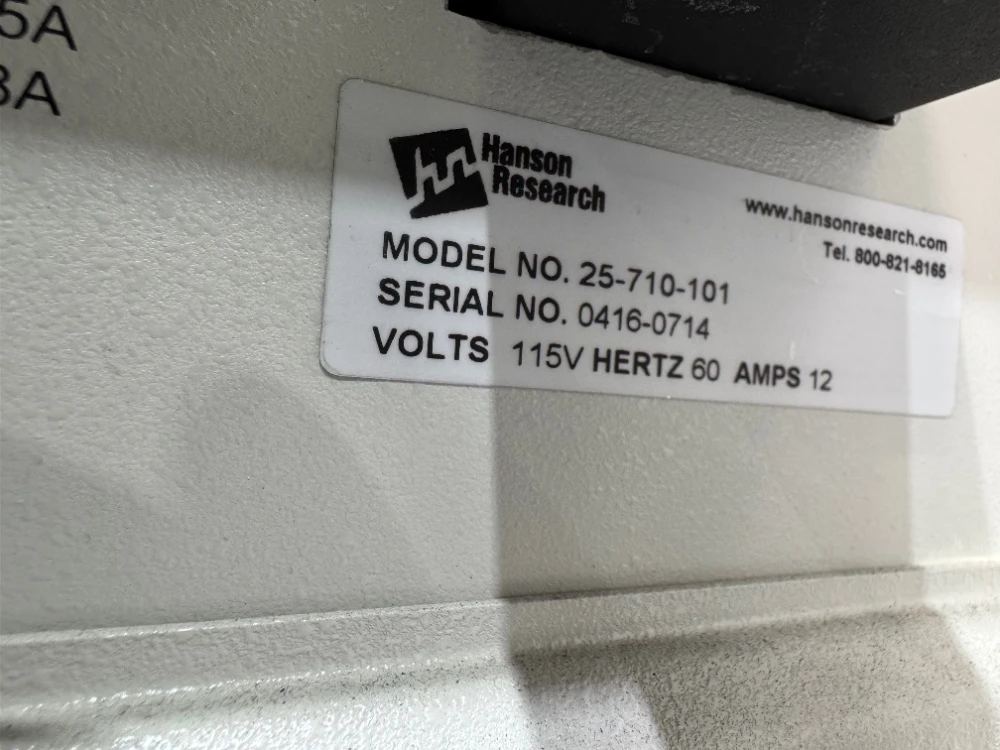 5A
3A
Hanson
Research
www.hansonresearch.com
Tel. 800-821-8165
MODEL NO. 25-710-101
SERIAL NO. 0416-0714
VOLTS 115V HERTZ 60 AMPS 12